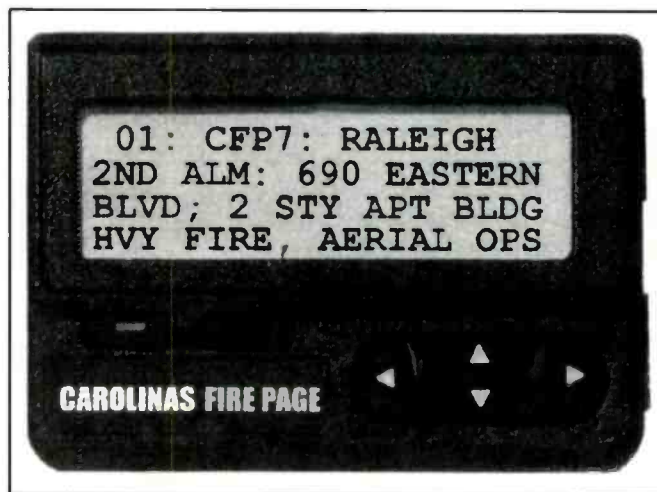 01: CFP7: RALEIGH
2ND ALM: 690 EASTERN
BLVD; 2 STY APT BLDG
HVY FIRE, AERIAL OPS
CAROLINAS FIRE PAGE